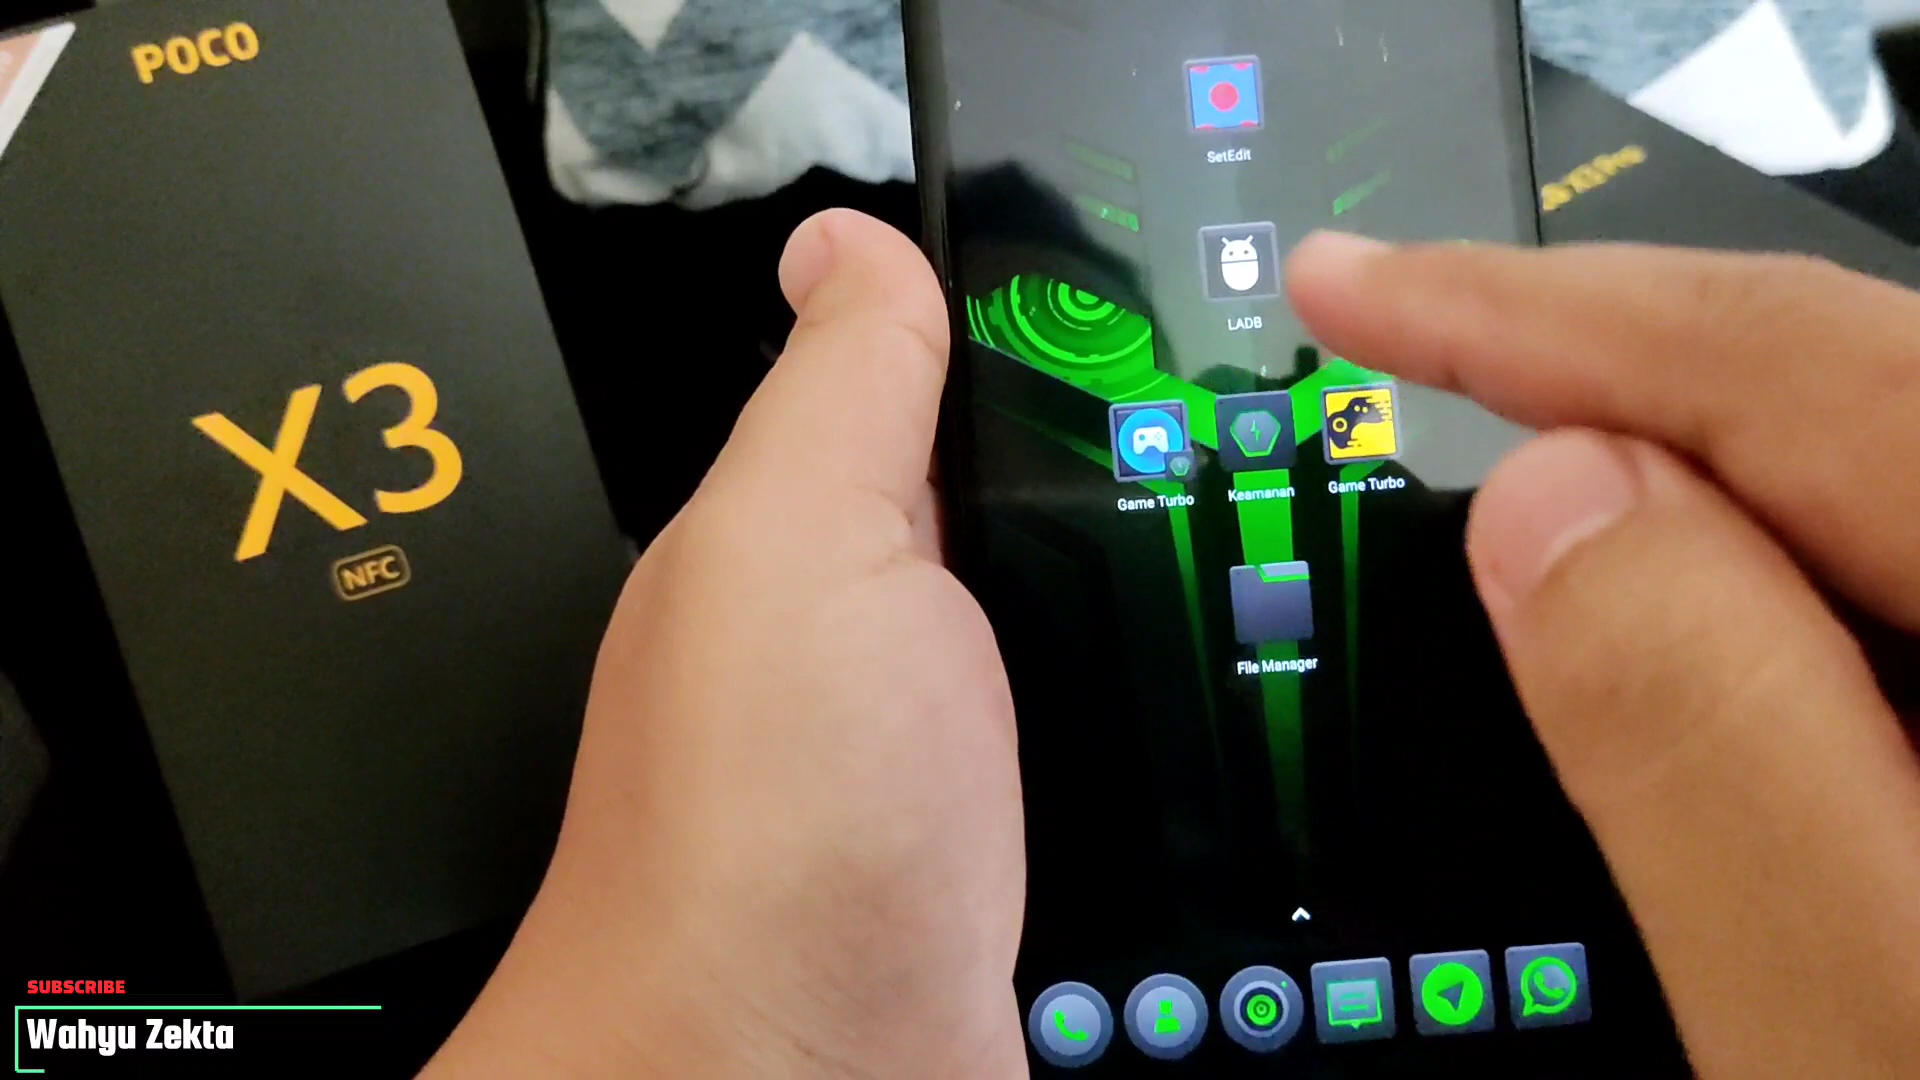 POCO
X3
NFC
SetEdit
LADB
Game Turbo
Keamanan
Game Turbo
File Manager
SUBSCRIBE
Wahyu Zekta